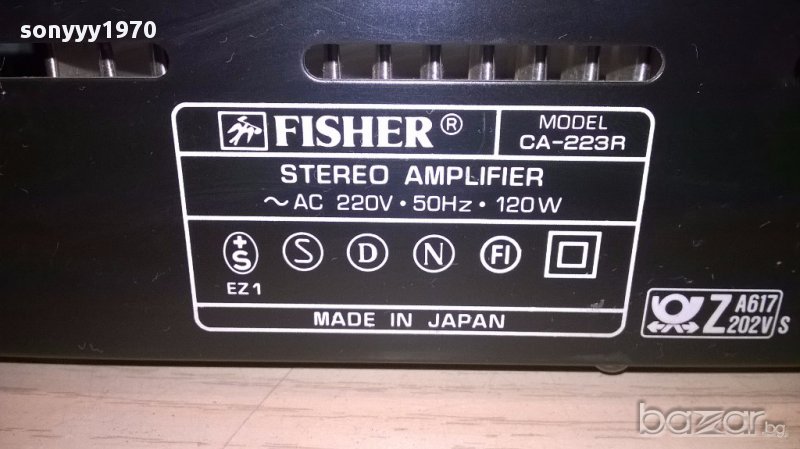 sonyyy1970
FISHER®
MODEL
CA-223R
STEREO AMPLIFIER
~AC 220V·50Hz·120W
+S S D N FI
EZ1
MADE IN JAPAN
Z A617
202V S
bazar.bg